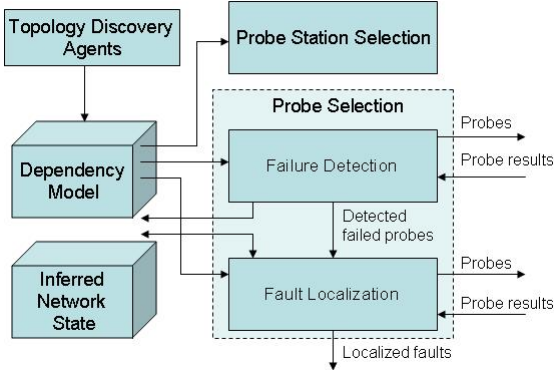 Topology Discovery
Agents
Probe Station Selection
Probe Selection
Dependency
Model
Failure Detection
Probes
Probe results
Detected
failed probes
Inferred
Network
State
Fault Localization
Probes
Probe results
Localized faults